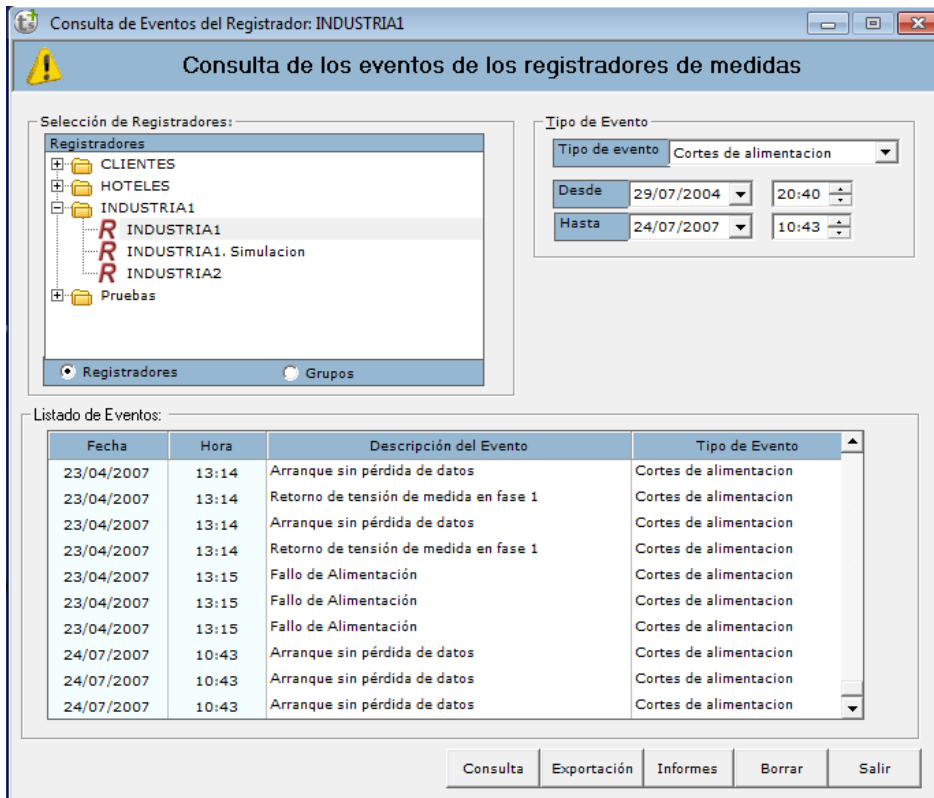 Consulta de Eventos del Registrador: INDUSTRIA1
Consulta de los eventos de los registradores de medidas
Selección de Registradores:
Registradores
CLIENTES
HOTELES
INDUSTRIA1
R INDUSTRIA1
R INDUSTRIA1. Simulacion
R INDUSTRIA2
Pruebas
Registradores Grupos
Tipo de Evento
Tipo de evento Cortes de alimentacion
Desde 29/07/2004 20:40
Hasta 24/07/2007 10:43
Listado de Eventos:
Fecha Hora Descripción del Evento Tipo de Evento
23/04/2007 13:14 Arranque sin pérdida de datos Cortes de alimentacion
23/04/2007 13:14 Retorno de tensión de medida en fase 1 Cortes de alimentacion
23/04/2007 13:14 Arranque sin pérdida de datos Cortes de alimentacion
23/04/2007 13:14 Retorno de tensión de medida en fase 1 Cortes de alimentacion
23/04/2007 13:15 Fallo de Alimentación Cortes de alimentacion
23/04/2007 13:15 Fallo de Alimentación Cortes de alimentacion
23/04/2007 13:15 Fallo de Alimentación Cortes de alimentacion
24/07/2007 10:43 Arranque sin pérdida de datos Cortes de alimentacion
24/07/2007 10:43 Arranque sin pérdida de datos Cortes de alimentacion
24/07/2007 10:43 Arranque sin pérdida de datos Cortes de alimentacion
Consulta Exportación Informes Borrar Salir